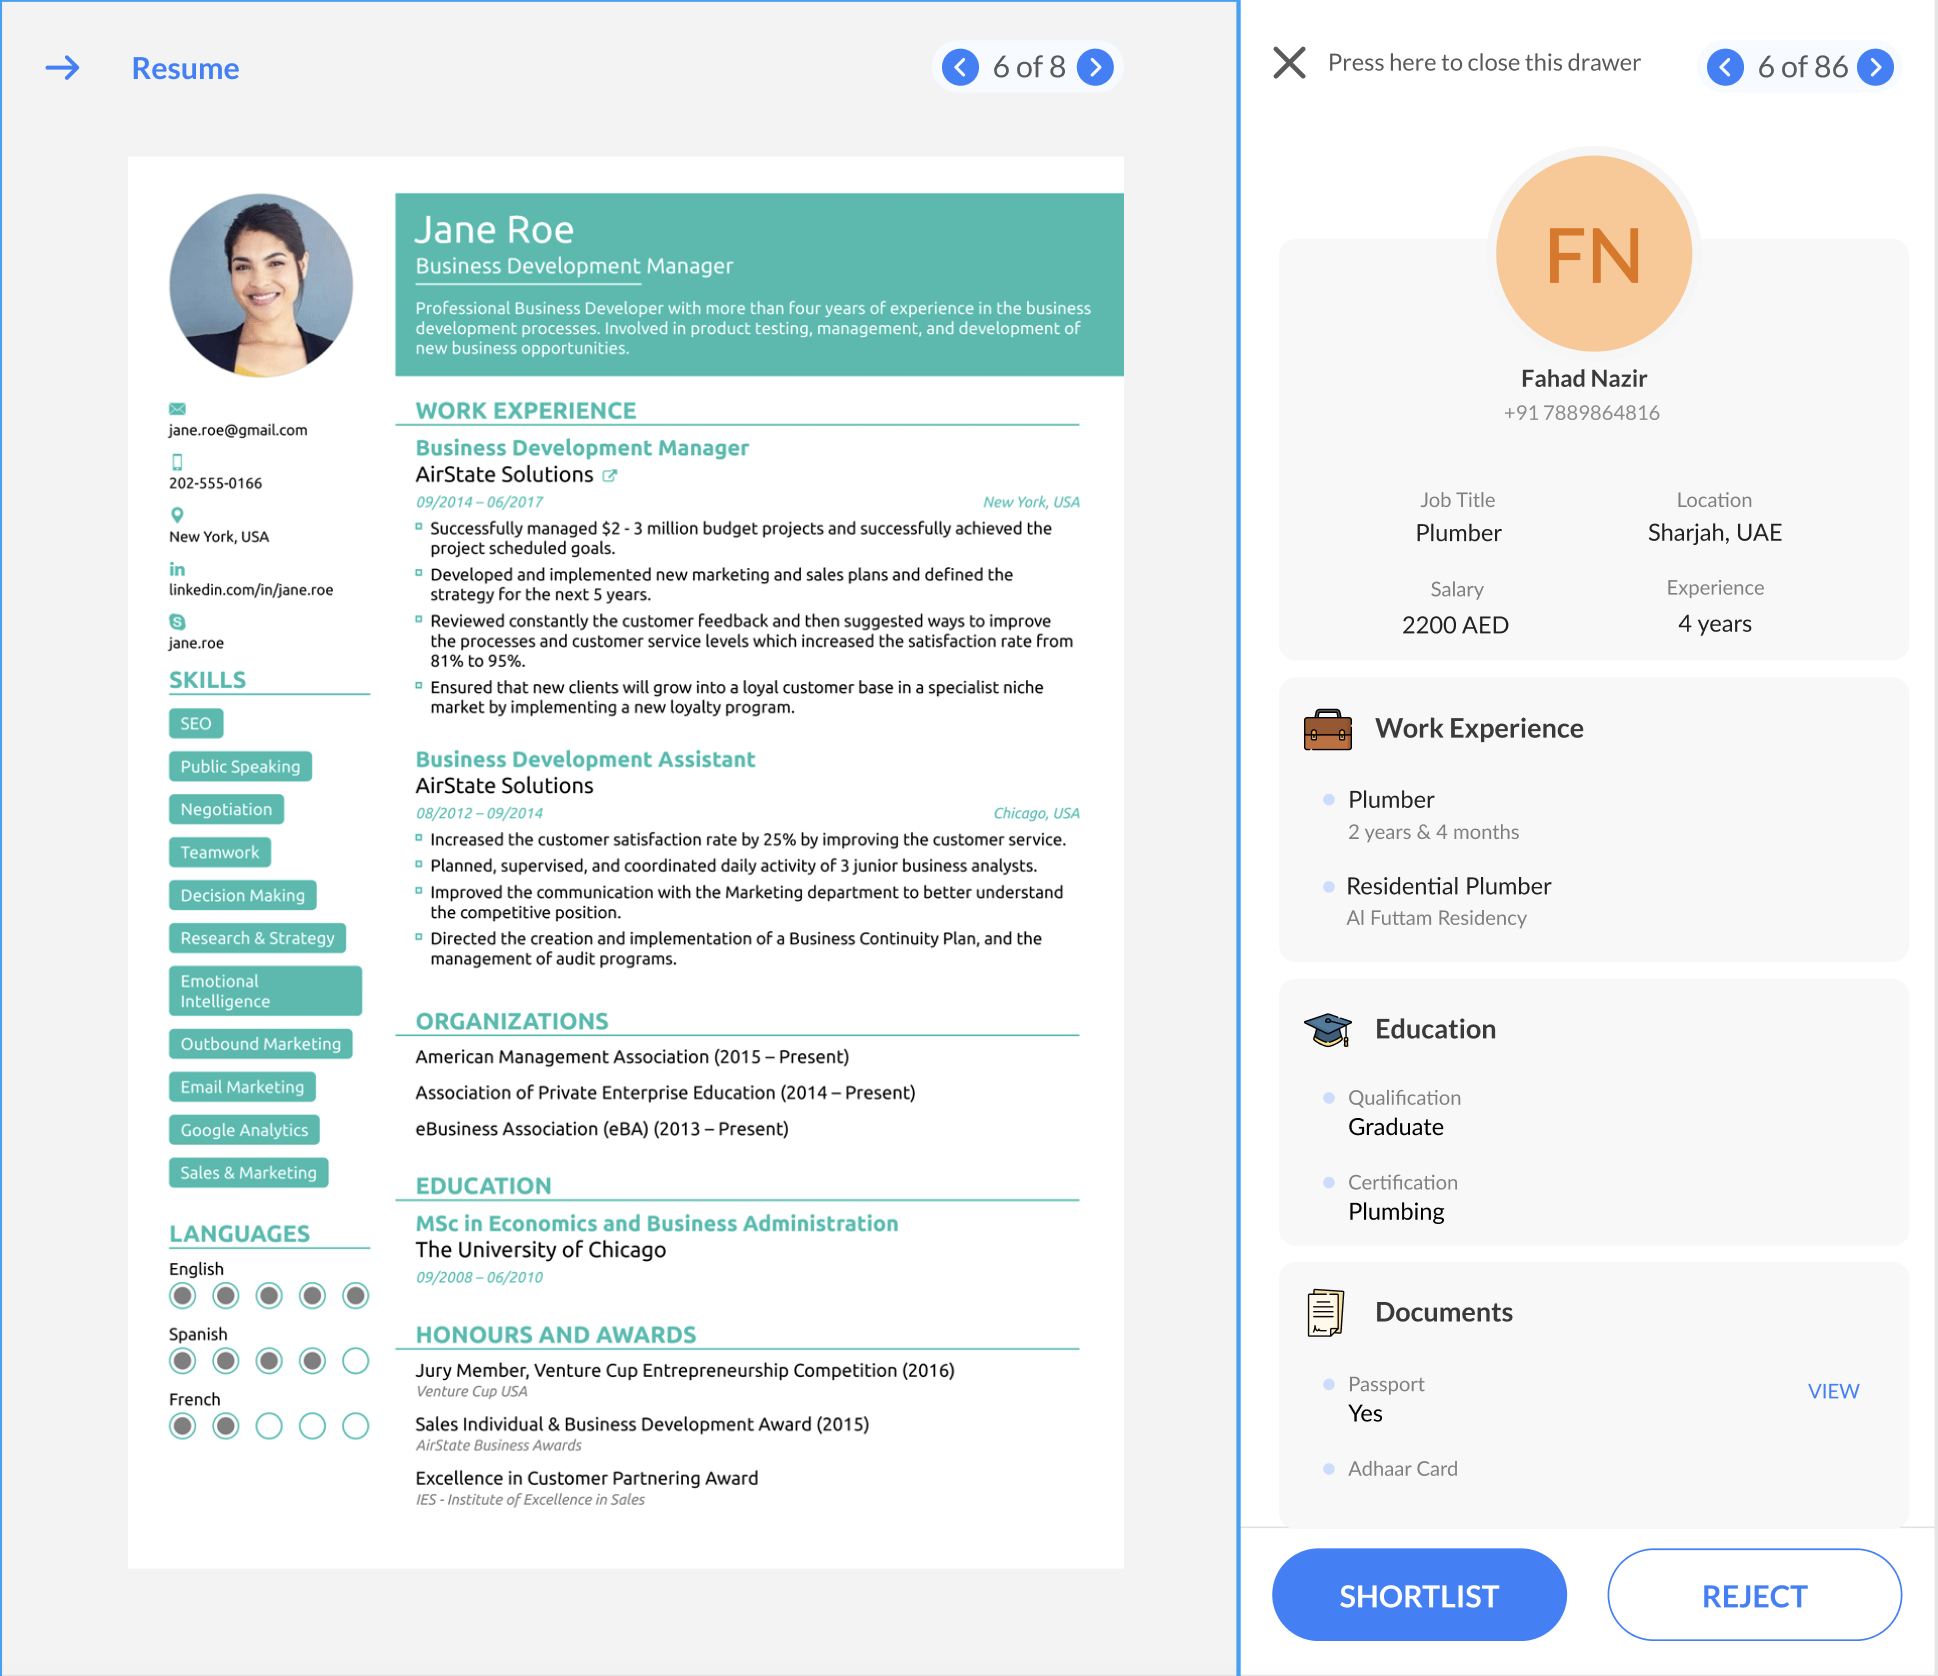 Resume
6 of 8
Jane Roe
Business Development Manager
Professional Business Developer with more than four years of experience in the business
development processes. Involved in product testing, management, and development of
new business opportunities.
jane.roe@gmail.com
202-555-0166
New York, USA
in
linkedin.com/in/jane.roe
S
jane.roe
SKILLS
SEO
Public Speaking
Negotiation
Teamwork
Decision Making
Research & Strategy
Emotional
Intelligence
Outbound Marketing
Email Marketing
Google Analytics
Sales & Marketing
LANGUAGES
English
Spanish
French
WORK EXPERIENCE
Business Development Manager
AirState Solutions
09/2014 – 06/2017 New York, USA
Successfully managed $2 - 3 million budget projects and successfully achieved the
project scheduled goals.
Developed and implemented new marketing and sales plans and defined the
strategy for the next 5 years.
Reviewed constantly the customer feedback and then suggested ways to improve
the processes and customer service levels which increased the satisfaction rate from
81% to 95%.
Ensured that new clients will grow into a loyal customer base in a specialist niche
market by implementing a new loyalty program.
Business Development Assistant
AirState Solutions
08/2012 – 09/2014 Chicago, USA
Increased the customer satisfaction rate by 25% by improving the customer service.
Planned, supervised, and coordinated daily activity of 3 junior business analysts.
Improved the communication with the Marketing department to better understand
the competitive position.
Directed the creation and implementation of a Business Continuity Plan, and the
management of audit programs.
ORGANIZATIONS
American Management Association (2015 – Present)
Association of Private Enterprise Education (2014 – Present)
eBusiness Association (eBA) (2013 – Present)
EDUCATION
MSc in Economics and Business Administration
The University of Chicago
09/2008 – 06/2010
HONOURS AND AWARDS
Jury Member, Venture Cup Entrepreneurship Competition (2016)
Venture Cup USA
Sales Individual & Business Development Award (2015)
AirState Business Awards
Excellence in Customer Partnering Award
IES - Institute of Excellence in Sales
Press here to close this drawer
6 of 86
FN
Fahad Nazir
+91 7889864816
Job Title
Plumber
Location
Sharjah, UAE
Salary
2200 AED
Experience
4 years
Work Experience
Plumber
2 years & 4 months
Residential Plumber
Al Futtam Residency
Education
Qualification
Graduate
Certification
Plumbing
Documents
Passport
Yes
VIEW
Adhaar Card
SHORTLIST
REJECT